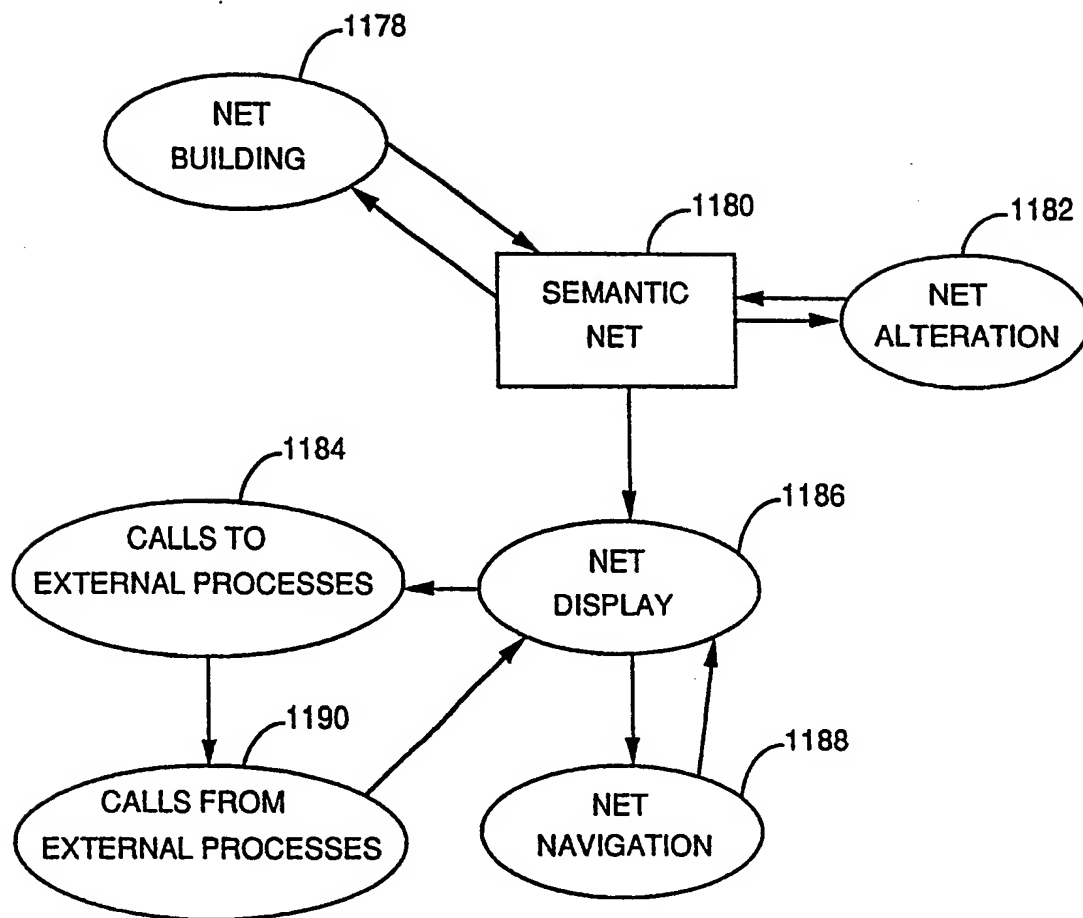 1178
NET
BUILDING
1180
SEMANTIC
NET
1182
NET
ALTERATION
1184
CALLS TO
EXTERNAL PROCESSES
1186
NET
DISPLAY
1190
CALLS FROM
EXTERNAL PROCESSES
1188
NET
NAVIGATION